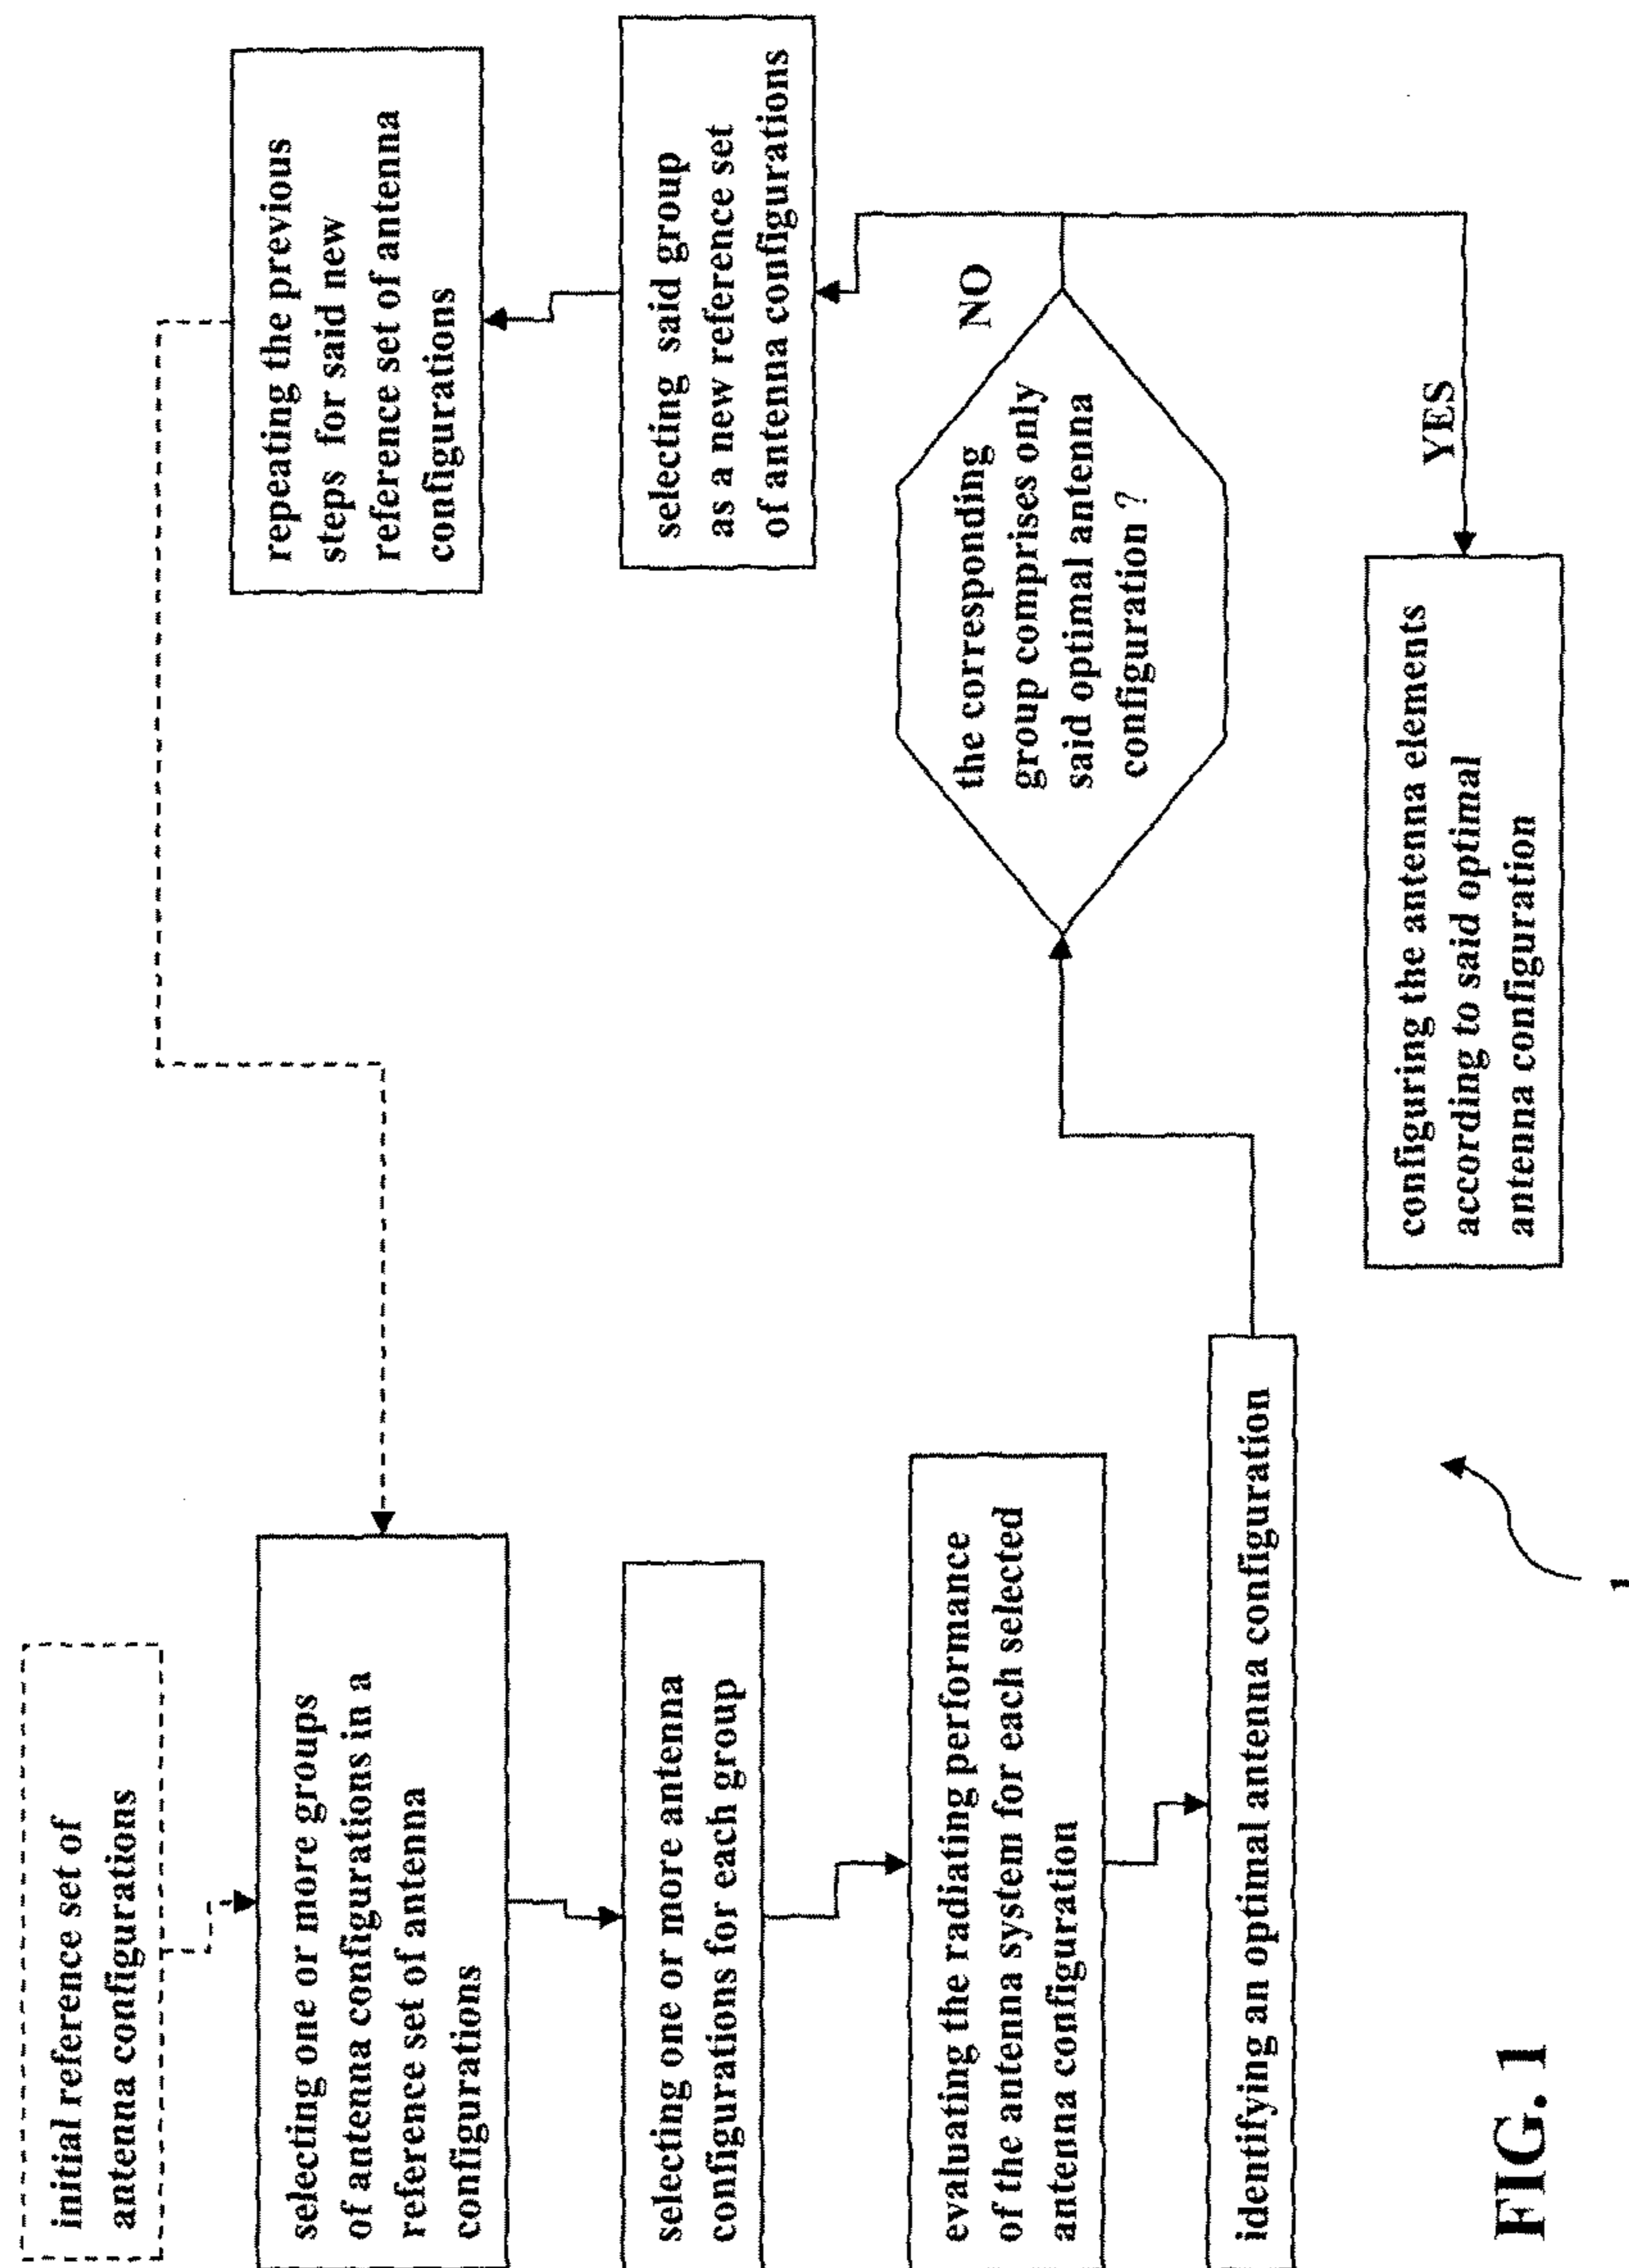 initial reference set of
antenna configurations
selecting one or more groups
of antenna configurations in a
reference set of antenna
configurations
selecting one or more antenna
configurations for each group
evaluating the radiating performance
of the antenna system for each selected
antenna configuration
identifying an optimal antenna configuration
the corresponding
group comprises only
said optimal antenna
configuration ?
NO
selecting said group
as a new reference set
of antenna configurations
repeating the previous
steps for said new
reference set of antenna
configurations
YES
configuring the antenna elements
according to said optimal
antenna configuration
1
FIG. 1